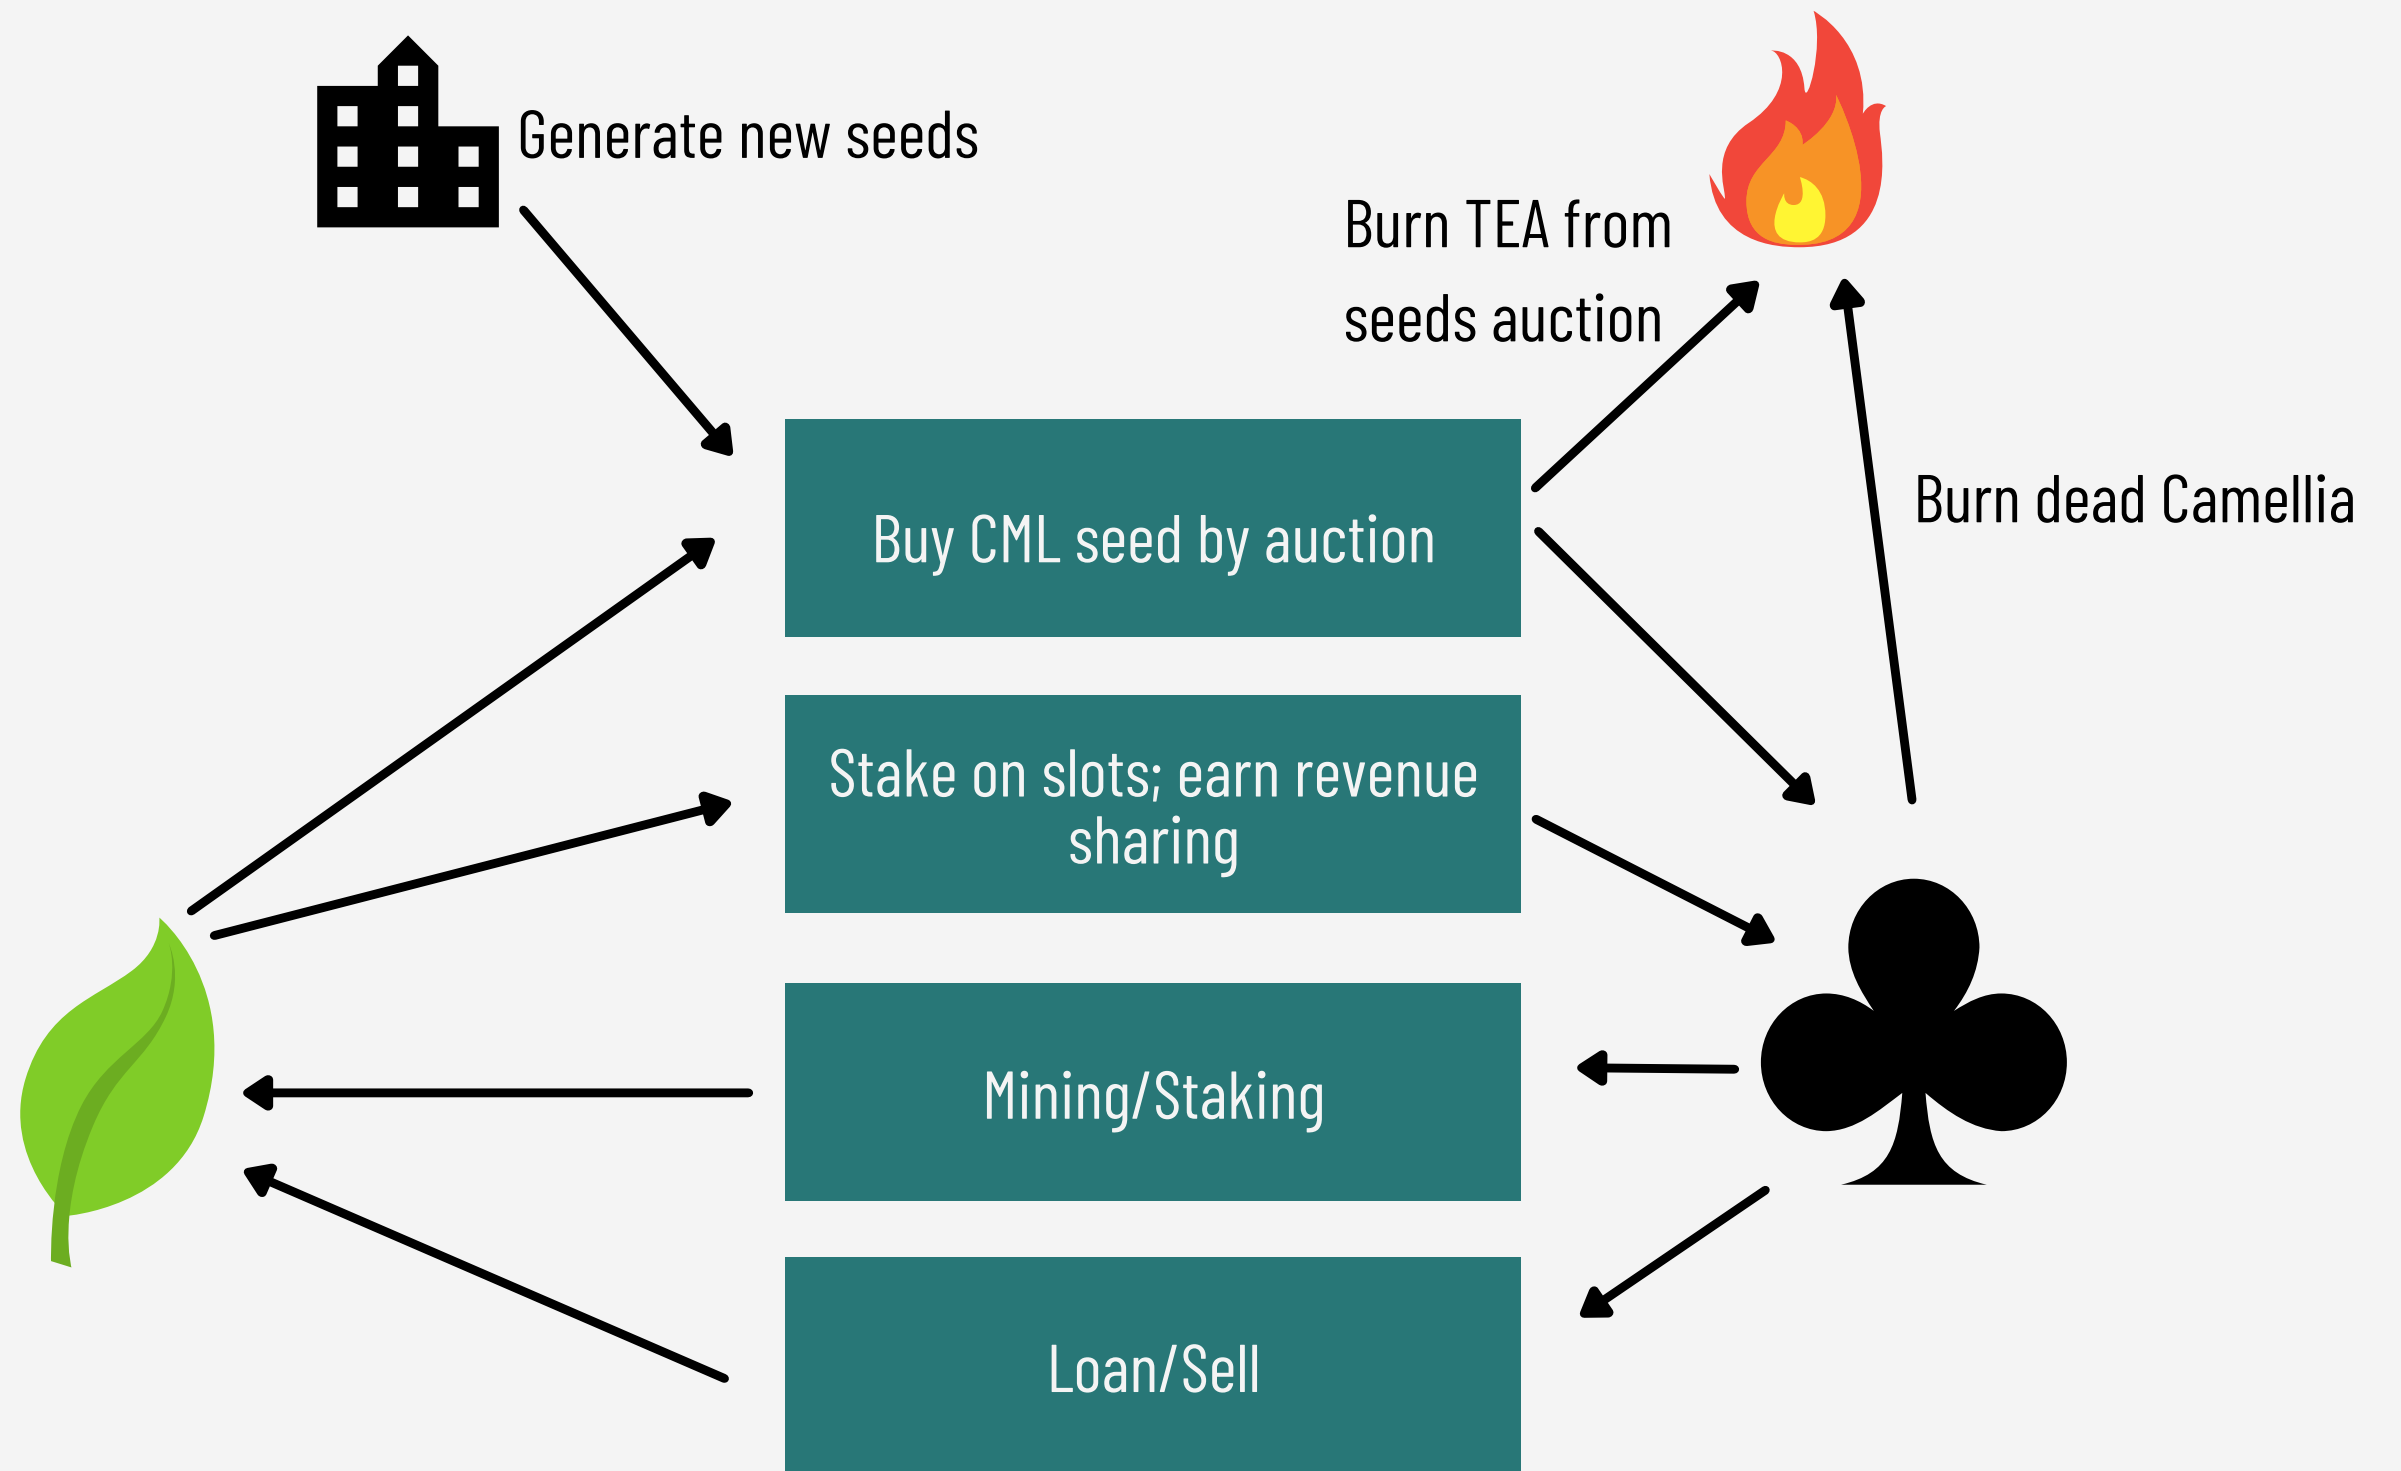 Generate new seeds
Burn TEA from
seeds auction
Burn dead Camellia
Buy CML seed by auction
Stake on slots; earn revenue
sharing
Mining/Staking
Loan/Sell